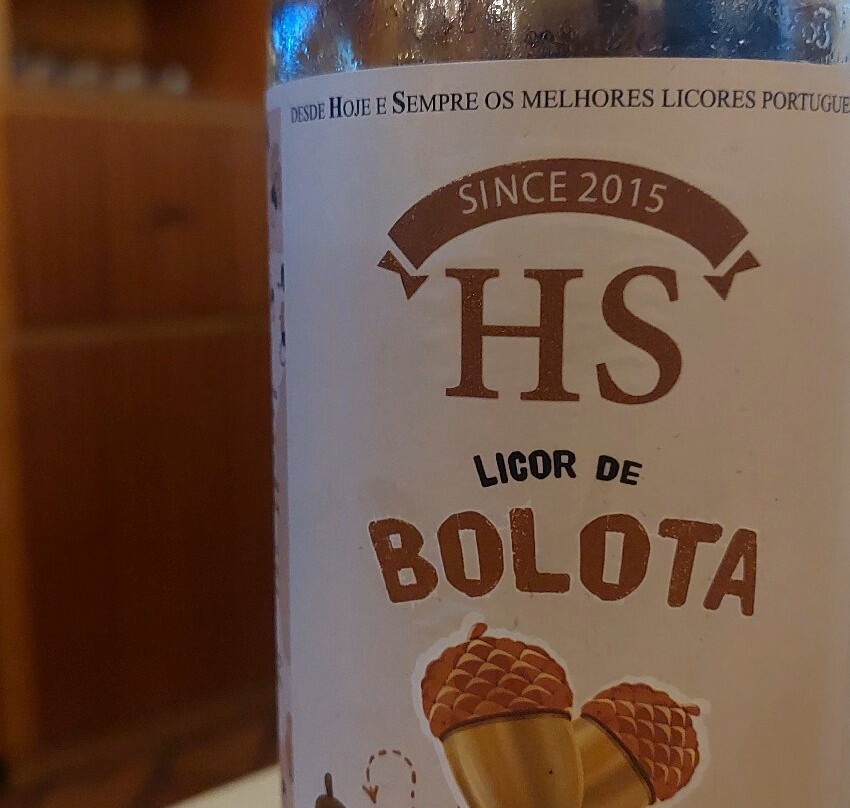 DESDE HOJE E SEMPRE OS MELHORES LICORES PORTUGUE
SINCE 2015
HS
LICOR DE
BOLOTA